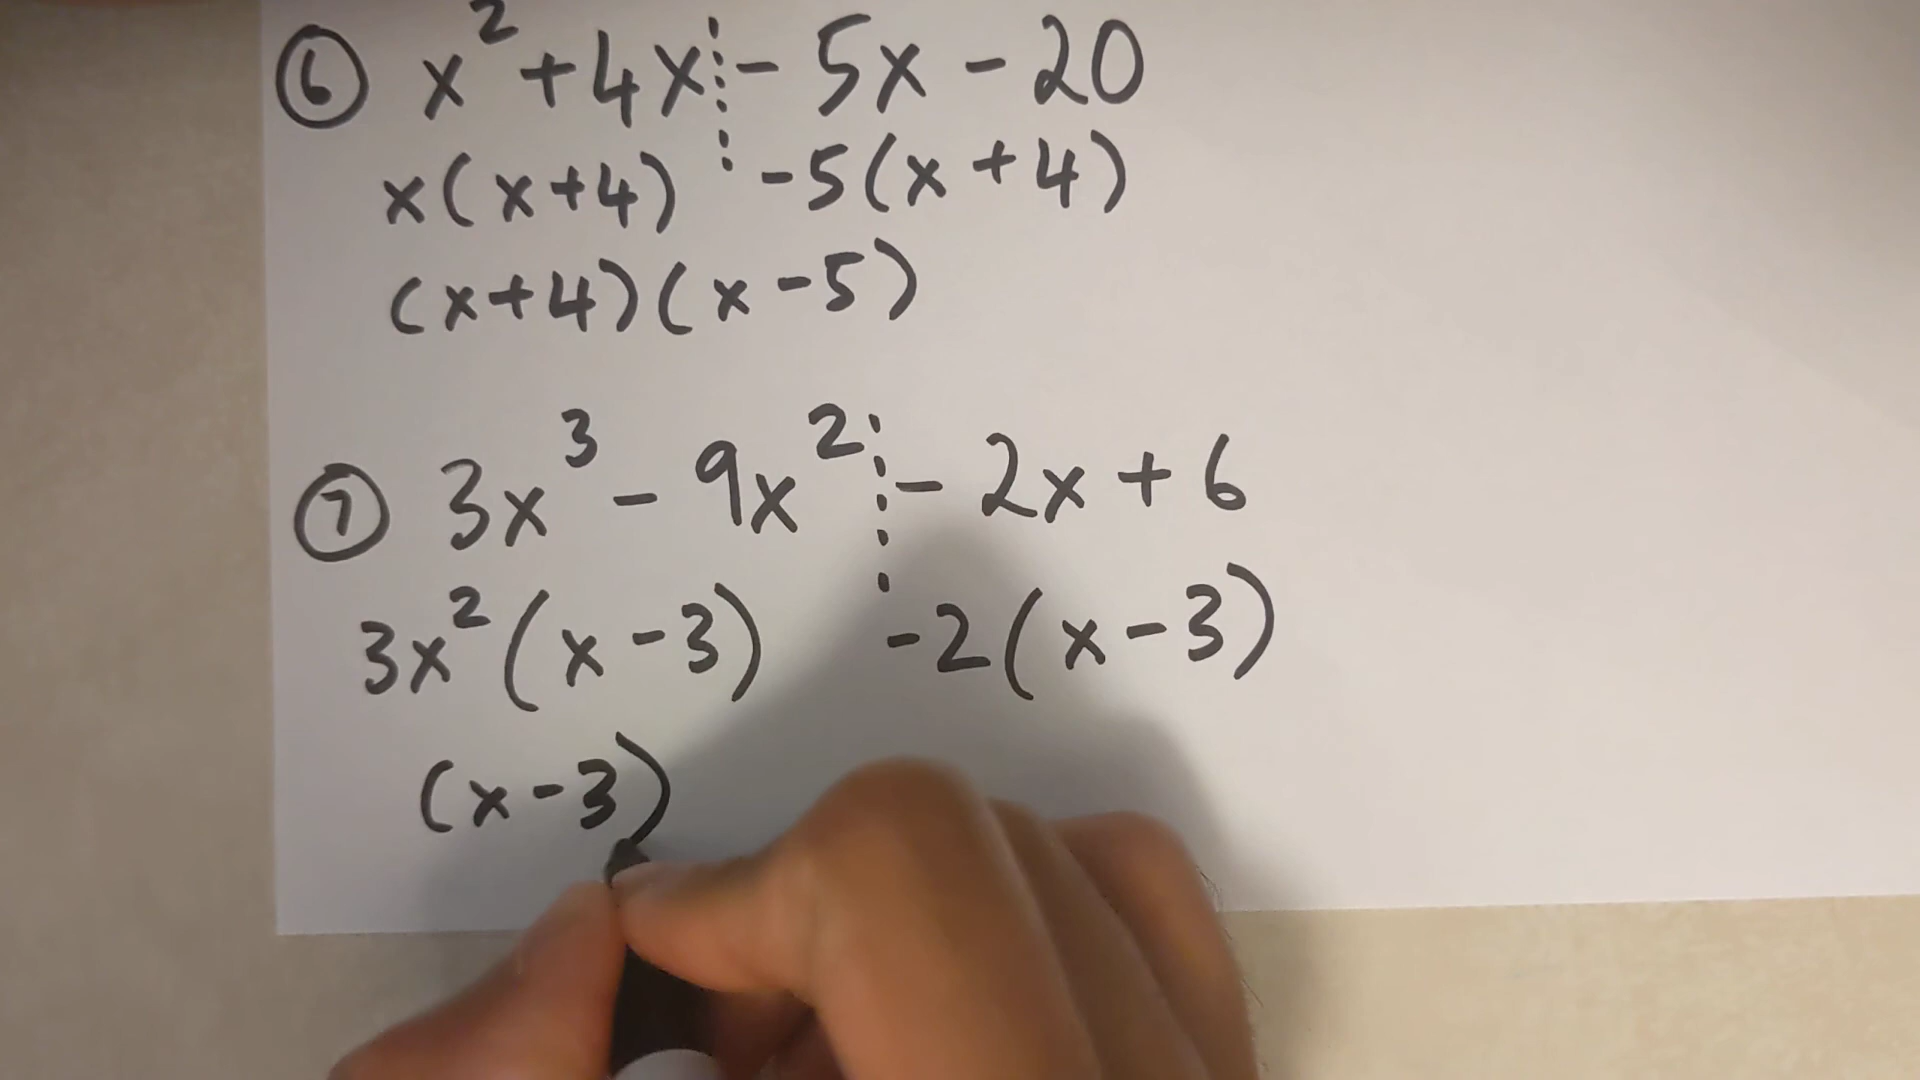 ⑥ x² + 4x - 5x - 20
x(x+4) -5(x+4)
(x+4)(x-5)
⑦ 3x³ - 9x² - 2x + 6
3x²(x-3) -2(x-3)
(x-3)